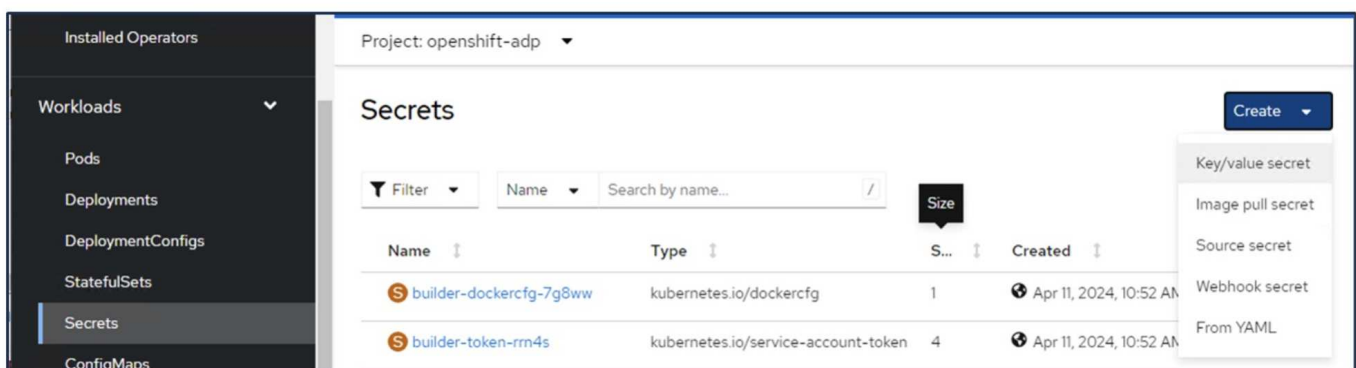 Installed Operators
Workloads
Pods
Deployments
DeploymentConfigs
StatefulSets
Secrets
ConfigMaps
Project: openshift-adp
Secrets
Create
Key/value secret
Image pull secret
Source secret
Webhook secret
From YAML
Filter
Name
Search by name...
/
Size
Name Type S... Created
S builder-dockercfg-7g8ww kubernetes.io/dockercfg 1 Apr 11, 2024, 10:52 AM
S builder-token-rrn4s kubernetes.io/service-account-token 4 Apr 11, 2024, 10:52 AM